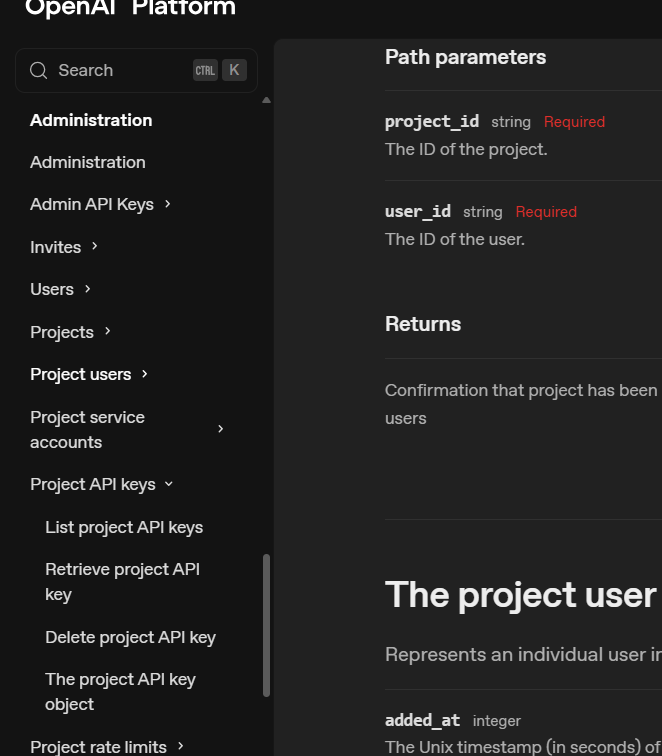 OpenAI Platform
Search
CTRL K
Administration
Administration
Admin API Keys
Invites
Users
Projects
Project users
Project service
accounts
Project API keys
List project API keys
Retrieve project API
key
Delete project API key
The project API key
object
Project rate limits
Path parameters
project_id string Required
The ID of the project.
user_id string Required
The ID of the user.
Returns
Confirmation that project has been
users
The project user
Represents an individual user in
added_at integer
The Unix timestamp (in seconds) of